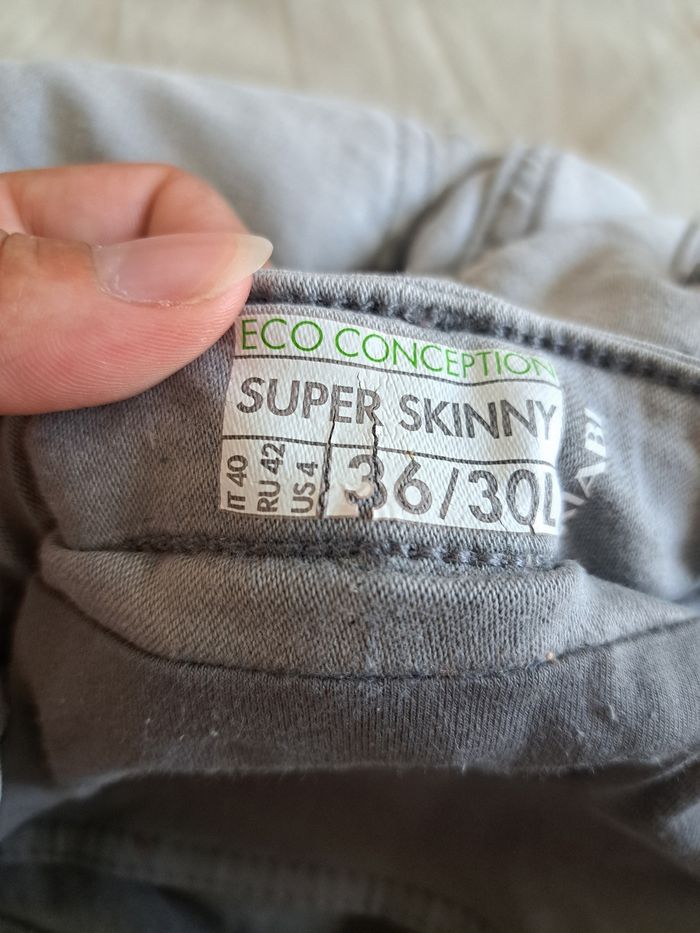 ECO CONCEPTION
SUPER SKINNY
IT 40
RU 42
US 4
36/30L